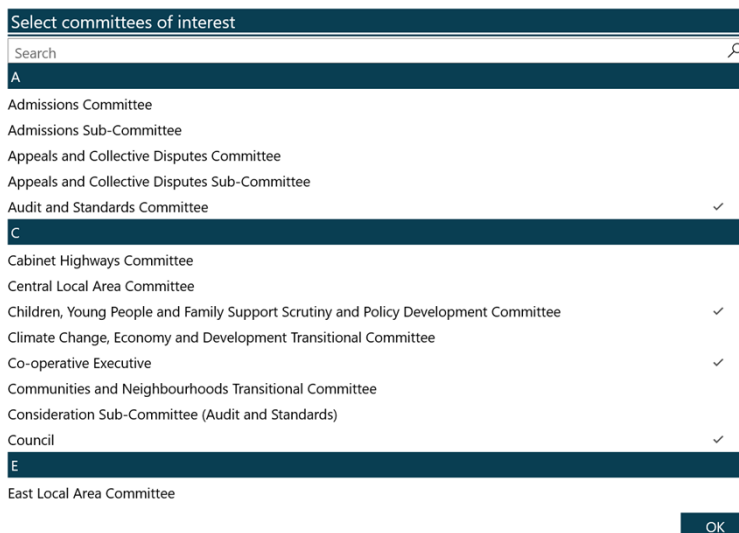 Select committees of interest
Search
A
Admissions Committee
Admissions Sub-Committee
Appeals and Collective Disputes Committee
Appeals and Collective Disputes Sub-Committee
Audit and Standards Committee
C
Cabinet Highways Committee
Central Local Area Committee
Children, Young People and Family Support Scrutiny and Policy Development Committee
Climate Change, Economy and Development Transitional Committee
Co-operative Executive
Communities and Neighbourhoods Transitional Committee
Consideration Sub-Committee (Audit and Standards)
Council
E
East Local Area Committee
OK